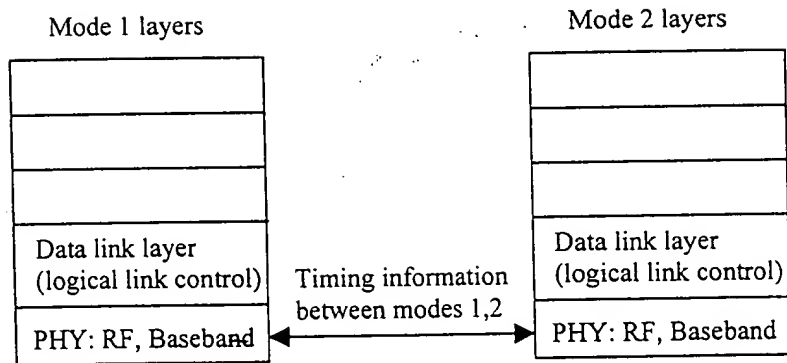 Mode 1 layers
Mode 2 layers
Data link layer
(logical link control)
Timing information
between modes 1,2
Data link layer
(logical link control)
PHY: RF, Baseband
PHY: RF, Baseband